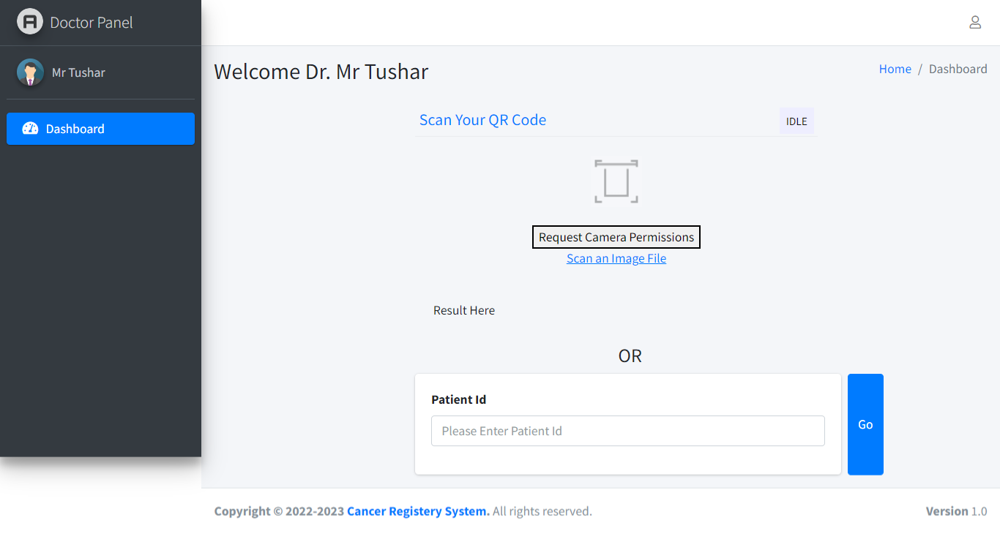 Doctor Panel
Mr Tushar
Dashboard
Welcome Dr. Mr Tushar
Home / Dashboard
Scan Your QR Code
IDLE
Request Camera Permissions
Scan an Image File
Result Here
OR
Patient Id
Please Enter Patient Id
Go
Copyright © 2022-2023 Cancer Registery System. All rights reserved.
Version 1.0